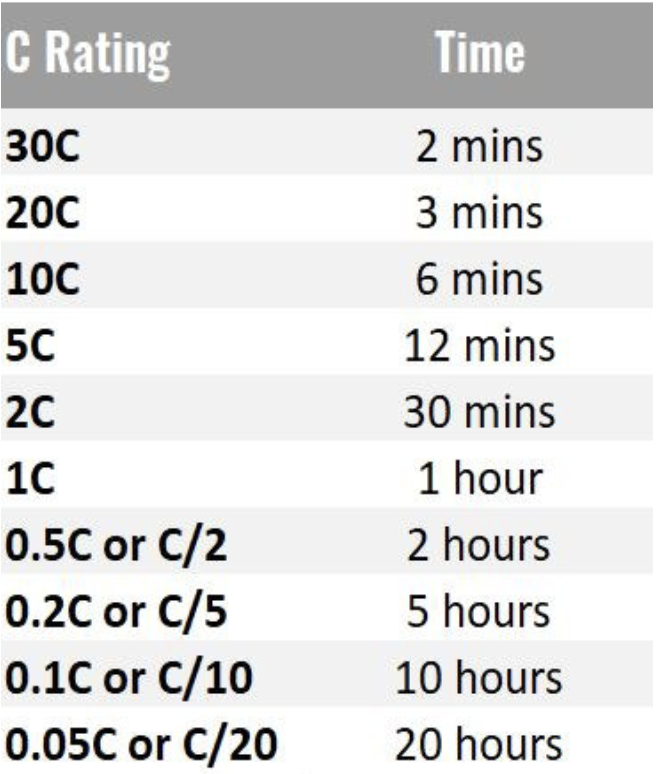 C Rating Time
30C 2 mins
20C 3 mins
10C 6 mins
5C 12 mins
2C 30 mins
1C 1 hour
0.5C or C/2 2 hours
0.2C or C/5 5 hours
0.1C or C/10 10 hours
0.05C or C/20 20 hours